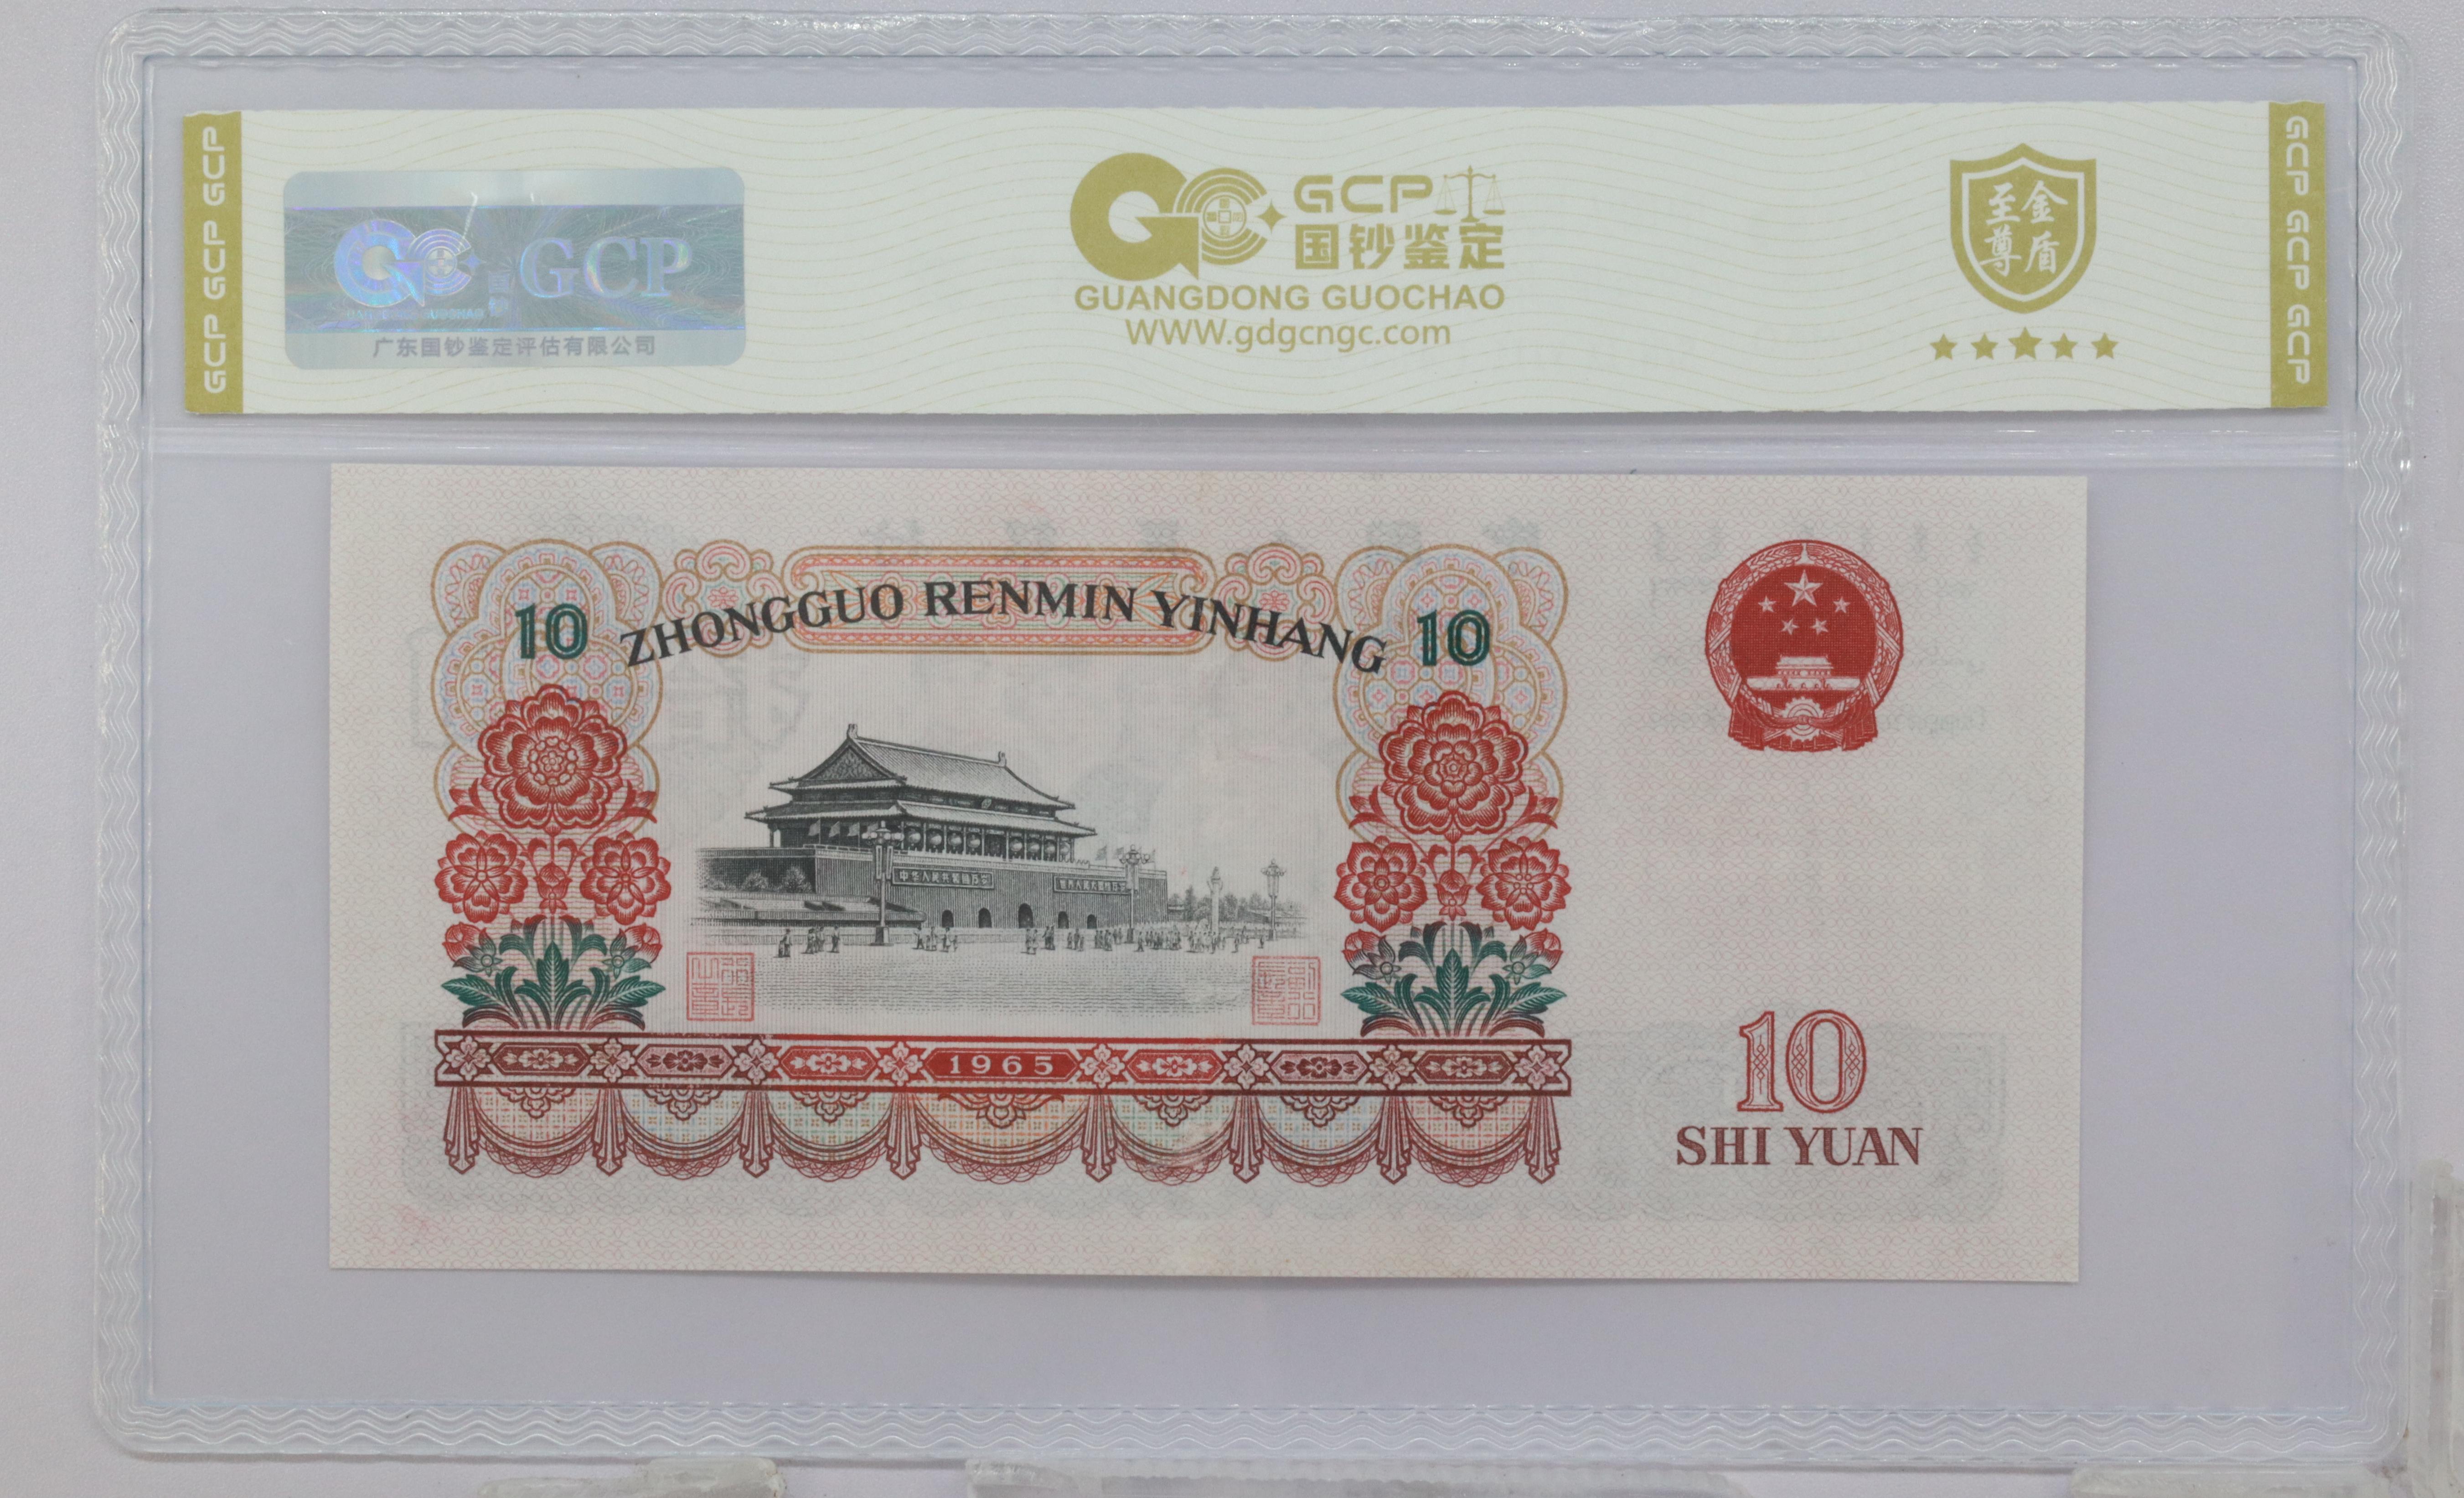 GCP GCP GCP
GCP
广东国钞鉴定评估有限公司
GCP
国钞鉴定
GUANGDONG GUOCHAO
WWW.gdgcngc.com
至金
尊盾
GCP GCP GCP
ZHONGGUO RENMIN YINHANG
10
10
1965
10
SHI YUAN